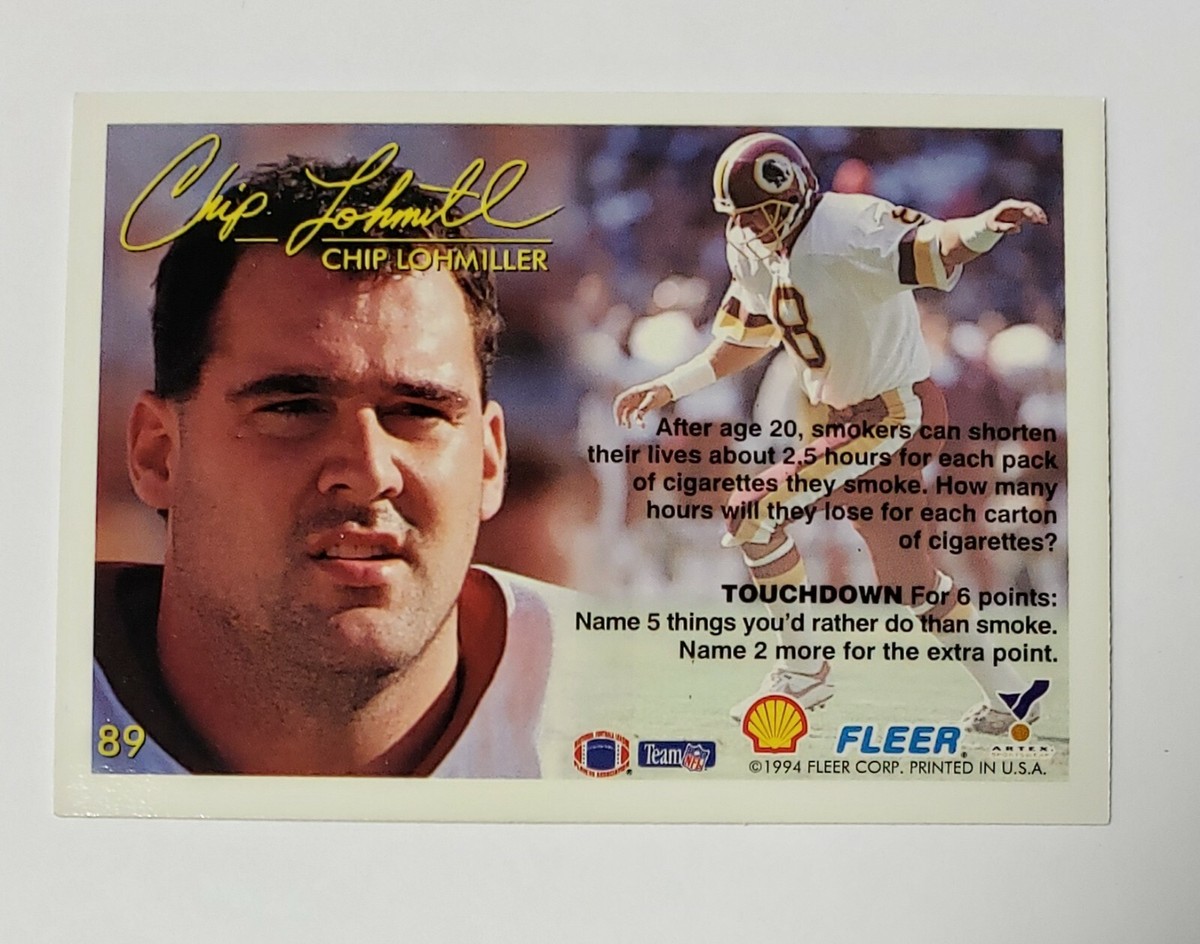 Chip Lohmill
CHIP LOHMILLER
8
After age 20, smokers can shorten
their lives about 2.5 hours for each pack
of cigarettes they smoke. How many
hours will they lose for each carton
of cigarettes?
TOUCHDOWN For 6 points:
Name 5 things you'd rather do than smoke.
Name 2 more for the extra point.
89
Team NFL
FLEER
ARTEX
©1994 FLEER CORP. PRINTED IN U.S.A.